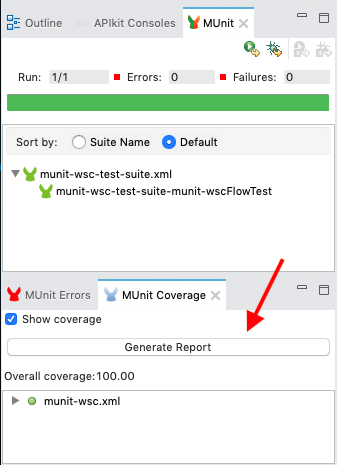 Outline APIkit Consoles MUnit
Run: 1/1 Errors: 0 Failures: 0
Sort by: Suite Name Default
munit-wsc-test-suite.xml
munit-wsc-test-suite-munit-wscFlowTest
MUnit Errors MUnit Coverage
Show coverage
Generate Report
Overall coverage:100.00
munit-wsc.xml